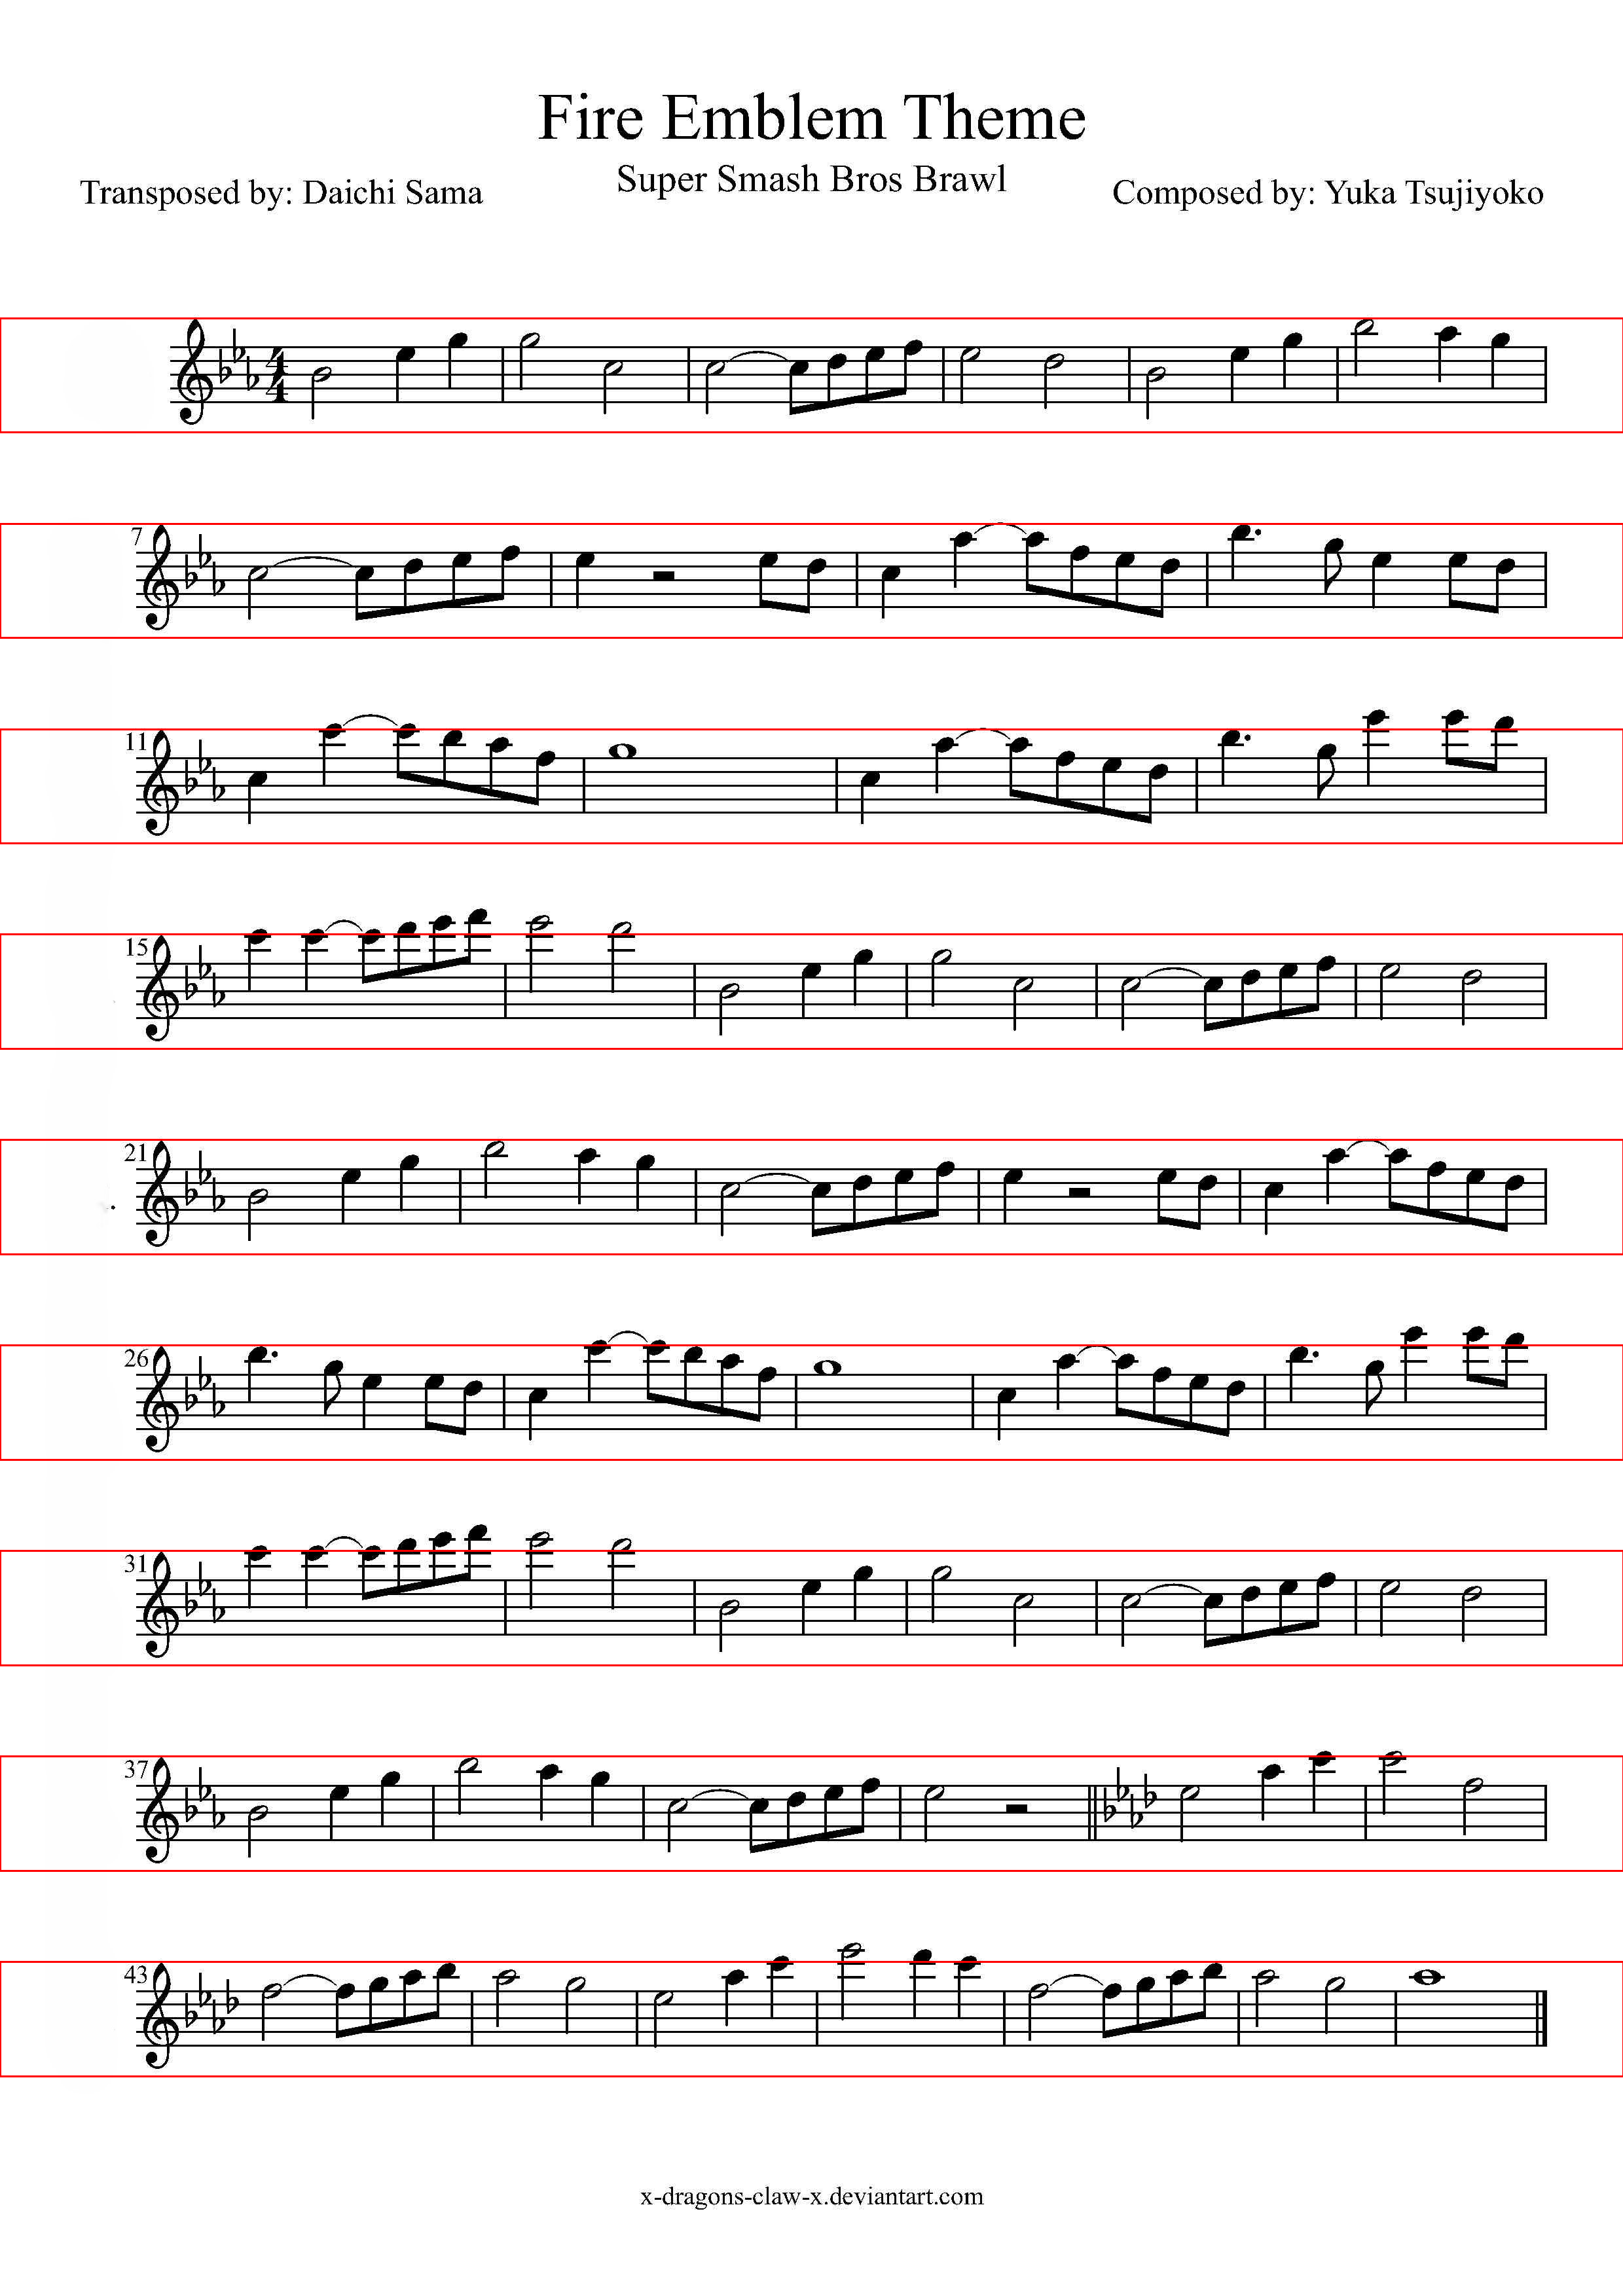 Fire Emblem Theme
Super Smash Bros Brawl
Transposed by: Daichi Sama
Composed by: Yuka Tsujiyoko
4
4
7
11
15
21
26
31
37
43
x-dragons-claw-x.deviantart.com